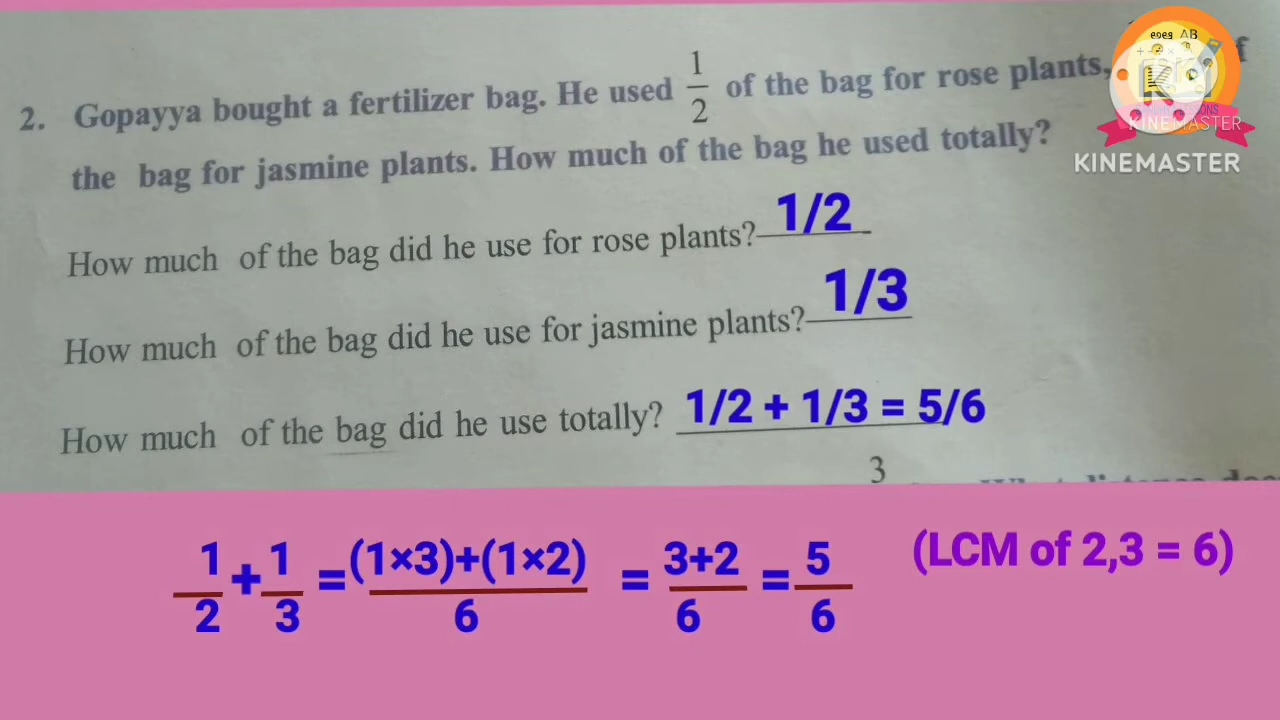 2. Gopayya bought a fertilizer bag. He used 1/2 of the bag for rose plants,
the bag for jasmine plants. How much of the bag he used totally?
How much of the bag did he use for rose plants? 1/2
How much of the bag did he use for jasmine plants? 1/3
How much of the bag did he use totally? 1/2 + 1/3 = 5/6
3
1/2 + 1/3 = (1×3)+(1×2)/6 = 3+2/6 = 5/6 (LCM of 2,3 = 6)
AB
KINEMASTER
KINEMASTER